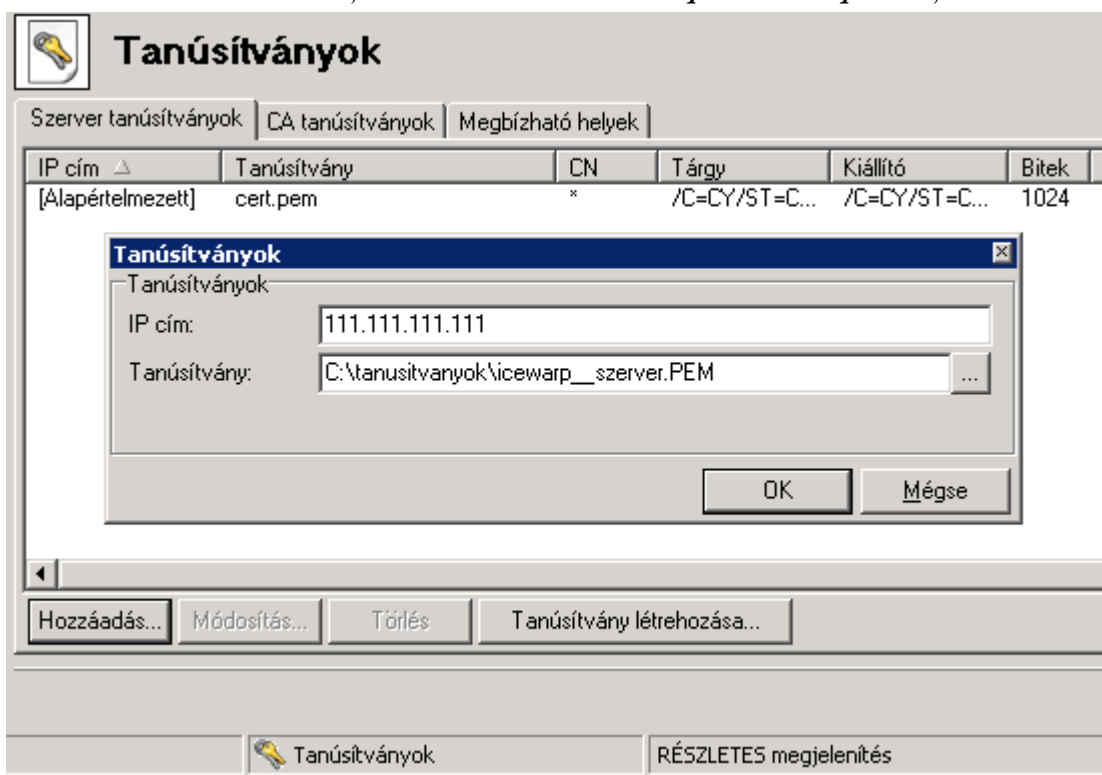 Tanúsítványok
Szerver tanúsítványok CA tanúsítványok Megbízható helyek
IP cím Tanúsítvány CN Tárgy Kiállító Bitek
[Alapértelmezett] cert.pem * /C=CY/ST=C... /C=CY/ST=C... 1024
Tanúsítványok
Tanúsítványok
IP cím: 111.111.111.111
Tanúsítvány: C:\tanusitvanyok\icewarp__szerver.PEM ...
OK Mégse
Hozzáadás... Módosítás... Törlés Tanúsítvány létrehozása...
Tanúsítványok RÉSZLETES megjelenítés